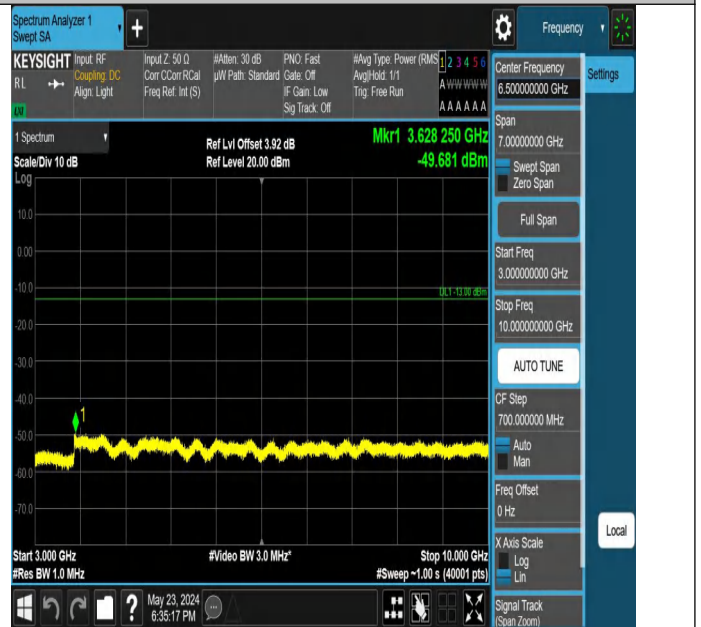 Spectrum Analyzer 1
Swept SA
+
Frequency
KEYSIGHT
RL
LXI
Input: RF
Coupling: DC
Align: Light
Input Z: 50 Ω
Corr CCorr RCal
Freq Ref: Int (S)
#Atten: 30 dB
µW Path: Standard
PNO: Fast
Gate: Off
IF Gain: Low
Sig Track: Off
#Avg Type: Power (RMS
Avg|Hold: 1/1
Trig: Free Run
1 2 3 4 5 6
A W W W W W
A A A A A A
1 Spectrum
Scale/Div 10 dB
Log
Ref Lvl Offset 3.92 dB
Ref Level 20.00 dBm
Mkr1 3.628 250 GHz
-49.681 dBm
10.0
0.00
-10.0
DL1 -13.00 dBm
-20.0
-30.0
-40.0
1
-50.0
-60.0
-70.0
Start 3.000 GHz
#Res BW 1.0 MHz
#Video BW 3.0 MHz*
Stop 10.000 GHz
#Sweep ~1.00 s (40001 pts)
Center Frequency
6.500000000 GHz
Settings
Span
7.00000000 GHz
Swept Span
Zero Span
Full Span
Start Freq
3.000000000 GHz
Stop Freq
10.000000000 GHz
AUTO TUNE
CF Step
700.000000 MHz
Auto
Man
Freq Offset
0 Hz
X Axis Scale
Log
Lin
Local
Signal Track
(Span Zoom)
?
May 23, 2024
6:35:17 PM